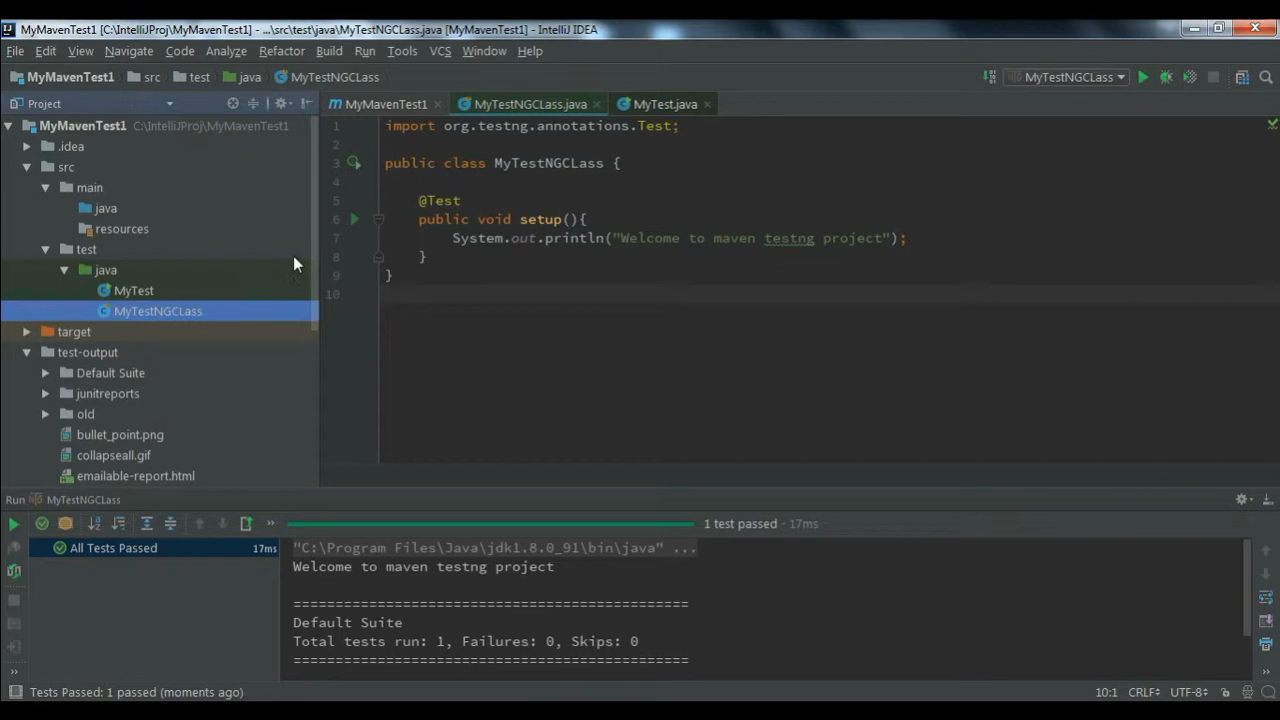 MyMavenTest1 [C:\IntelliJProj\MyMavenTest1] - ...\src\test\java\MyTestNGCLass.java [MyMavenTest1] - IntelliJ IDEA
File Edit View Navigate Code Analyze Refactor Build Run Tools VCS Window Help
MyMavenTest1 src test java MyTestNGCLass MyTestNGCLass
Project
MyMavenTest1 MyTestNGCLass.java MyTest.java
MyMavenTest1 C:\IntelliJProj\MyMavenTest1
.idea
src
main
java
resources
test
java
MyTest
MyTestNGCLass
target
test-output
Default Suite
junitreports
old
bullet_point.png
collapseall.gif
emailable-report.html
1 import org.testng.annotations.Test;
2
3 public class MyTestNGCLass {
4
5 @Test
6 public void setup(){
7 System.out.println("Welcome to maven testng project");
8 }
9 }
10
Run MyTestNGCLass
1 test passed - 17ms
All Tests Passed 17ms
"C:\Program Files\Java\jdk1.8.0_91\bin\java" ...
Welcome to maven testng project
===============================================
Default Suite
Total tests run: 1, Failures: 0, Skips: 0
===============================================
Tests Passed: 1 passed (moments ago) 10:1 CRLF UTF-8